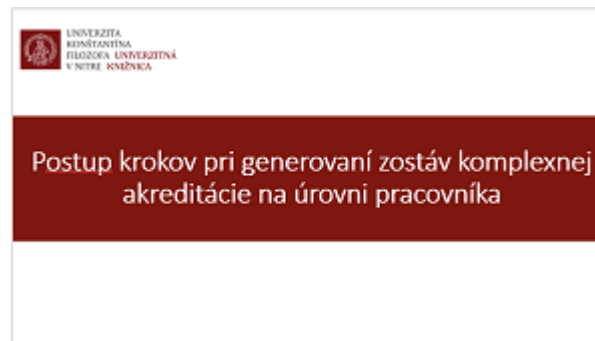 UNIVERZITA
KONŠTANTÍNA
FILOZOFA UNIVERZITNÁ
V NITRE KNIŽNICA
Postup krokov pri generovaní zostáv komplexnej
akreditácie na úrovni pracovníka